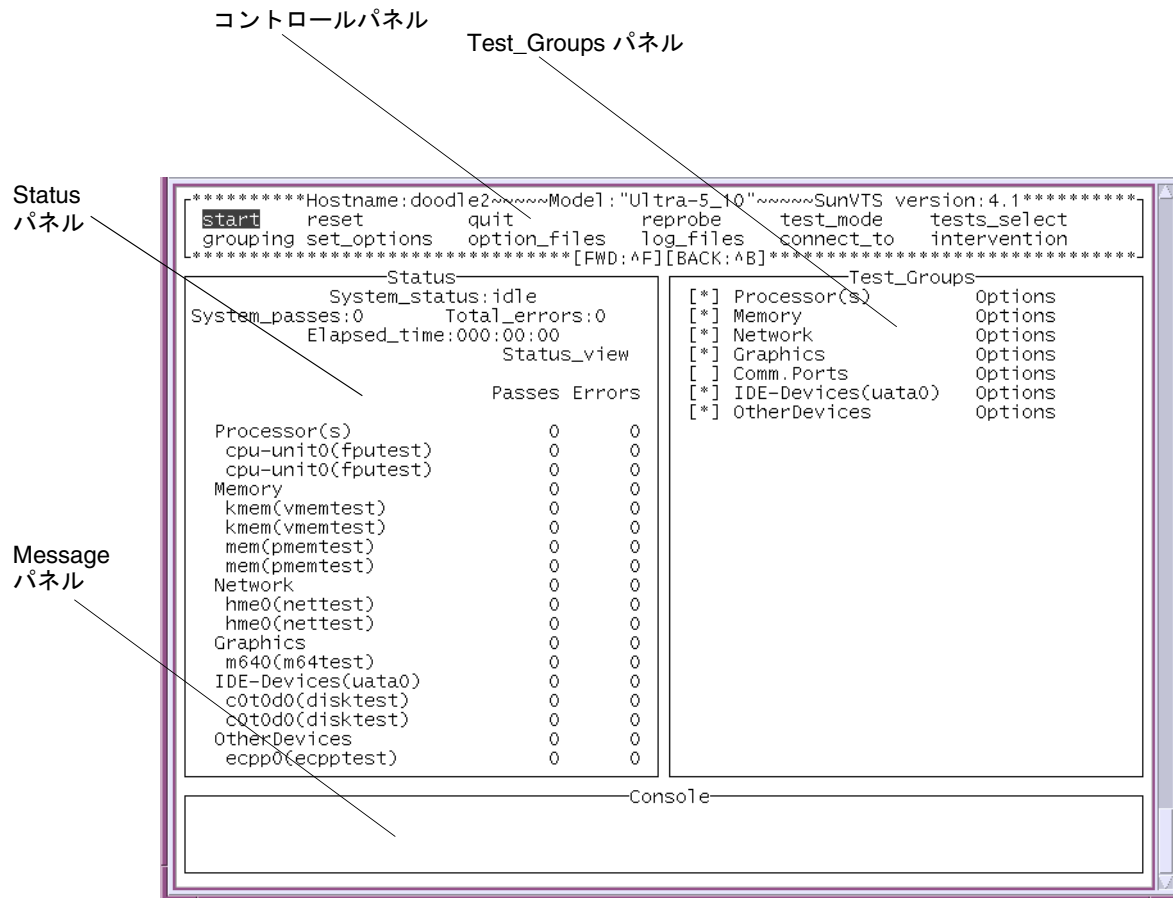 コントロールパネル
Test_Groups パネル
Status
パネル
Message
パネル
**********Hostname:doodle2~~~~~Model:"Ultra-5_10"~~~~~SunVTS version:4.1**********
start reset quit reprobe test_mode tests_select
grouping set_options option_files log_files connect_to intervention
*********************************[FWD:^F][BACK:^B]*********************************
Status
System_status:idle
System_passes:0 Total_errors:0
Elapsed_time:000:00:00
Status_view
Passes Errors
Processor(s) 0 0
cpu-unit0(fputest) 0 0
cpu-unit0(fputest) 0 0
Memory 0 0
kmem(vmemtest) 0 0
kmem(vmemtest) 0 0
mem(pmemtest) 0 0
mem(pmemtest) 0 0
Network 0 0
hme0(nettest) 0 0
hme0(nettest) 0 0
Graphics 0 0
m640(m64test) 0 0
IDE-Devices(uata0) 0 0
c0t0d0(disktest) 0 0
c0t0d0(disktest) 0 0
OtherDevices 0 0
ecpp0(ecpptest) 0 0
Test_Groups
[*] Processor(s) Options
[*] Memory Options
[*] Network Options
[*] Graphics Options
[ ] Comm.Ports Options
[*] IDE-Devices(uata0) Options
[*] OtherDevices Options
Console